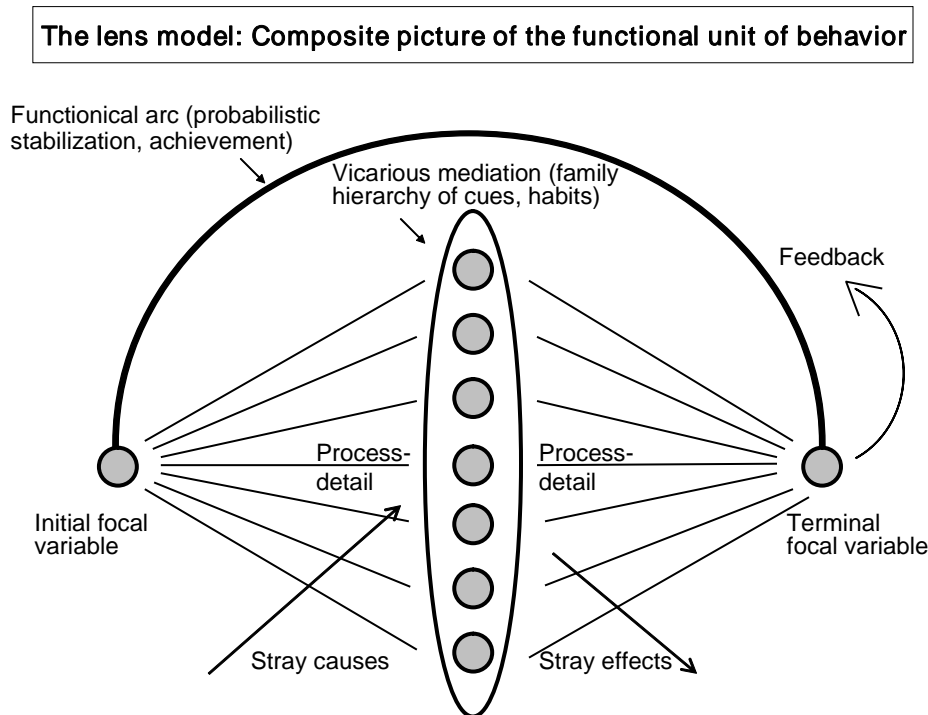 The lens model: Composite picture of the functional unit of behavior
Functionical arc (probabilistic
stabilization, achievement)
Vicarious mediation (family
hierarchy of cues, habits)
Feedback
Process-
detail
Process-
detail
Initial focal
variable
Terminal
focal variable
Stray causes
Stray effects